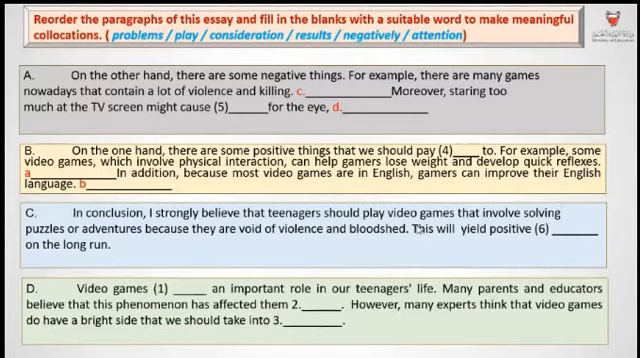 Reorder the paragraphs of this essay and fill in the blanks with a suitable word to make meaningful
collocations. ( problems / play / consideration / results / negatively / attention)
A. On the other hand, there are some negative things. For example, there are many games
nowadays that contain a lot of violence and killing. c.______________Moreover, staring too
much at the TV screen might cause (5)______for the eye, d.______________
B. On the one hand, there are some positive things that we should pay (4)____ to. For example, some
video games, which involve physical interaction, can help gamers lose weight and develop quick reflexes.
a______________In addition, because most video games are in English, gamers can improve their English
language. b______________
C. In conclusion, I strongly believe that teenagers should play video games that involve solving
puzzles or adventures because they are void of violence and bloodshed. This will yield positive (6) _______
on the long run.
D. Video games (1) _____ an important role in our teenagers' life. Many parents and educators
believe that this phenomenon has affected them 2.______. However, many experts think that video games
do have a bright side that we should take into 3.__________.